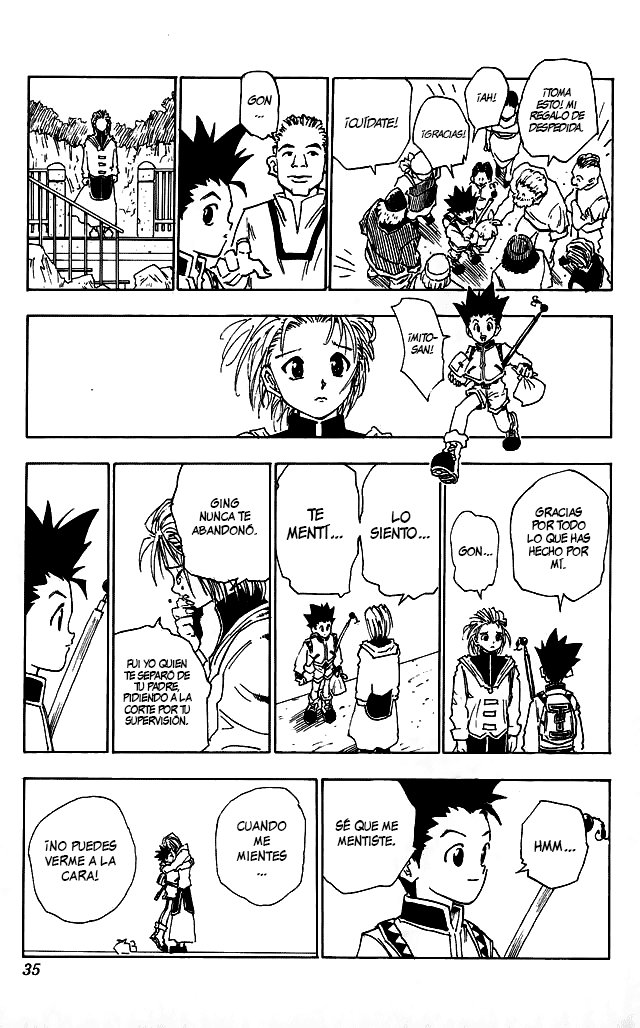 ¡TOMA
ESTO! MI
REGALO DE
DESPEDIDA.
¡AH!
¡GRACIAS!
¡CUÍDATE!
GON
...
¡MITO-
SAN!
GRACIAS
POR TODO
LO QUE HAS
HECHO POR
MÍ.
GON...
LO
SIENTO...
TE
MENTÍ...
GING
NUNCA TE
ABANDONÓ.
FUI YO QUIEN
TE SEPARÓ DE
TU PADRE,
PIDIENDO A LA
CORTE POR TU
SUPERVISIÓN.
HMM...
SÉ QUE ME
MENTISTE.
CUANDO
ME
MIENTES
...
¡NO PUEDES
VERME A LA
CARA!
35